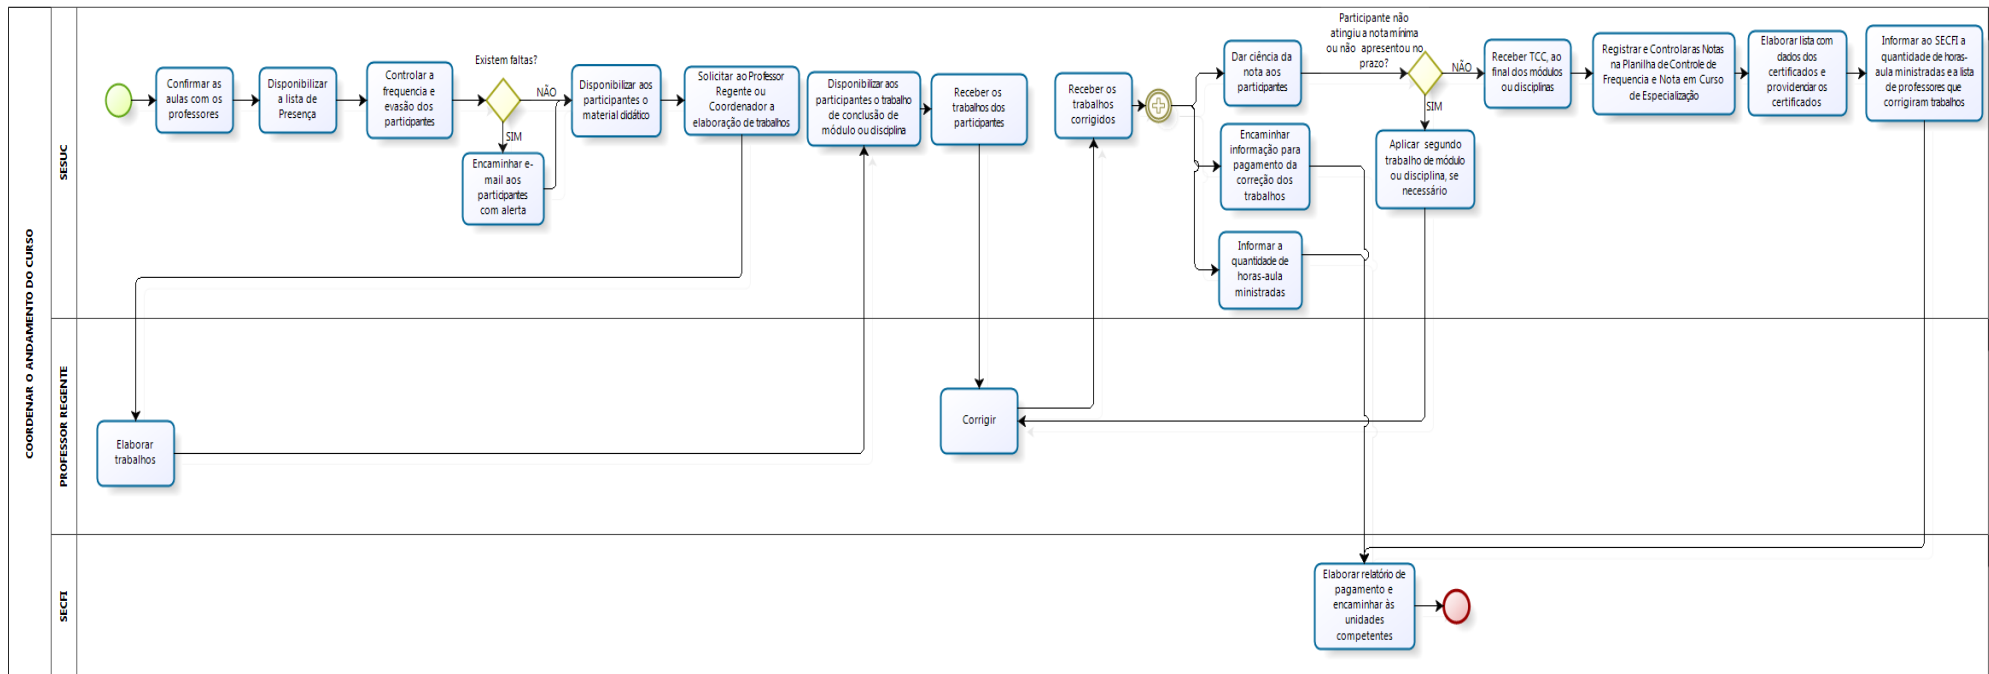 COORDENAR O ANDAMENTO DO CURSO
SESUC
Confirmar as
aulas com os
professores
Disponibilizar
a lista de
Presença
Controlar a
frequencia e
evasão dos
participantes
Existem faltas?
NÃO
SIM
Encaminhar e-
mail aos
participantes
com alerta
Disponibilizar aos
participantes o
material didático
Solicitar ao Professor
Regente ou
Coordenador a
elaboração de trabalhos
Disponibilizar aos
participantes o trabalho
de conclusão de
módulo ou disciplina
Receber os
trabalhos dos
participantes
Receber os
trabalhos
corrigidos
Dar ciência da
nota aos
participantes
Encaminhar
informação para
pagamento da
correção dos
trabalhos
Informar a
quantidade de
horas-aula
ministradas
Participante não
atingiu a nota mínima
ou não apresentou no
prazo?
NÃO
SIM
Aplicar segundo
trabalho de módulo
ou disciplina, se
necessário
Receber TCC, ao
final dos módulos
ou disciplinas
Registrar e Controlar as Notas
na Planilha de Controle de
Frequencia e Nota em Curso
de Especialização
Elaborar lista com
dados dos
certificados e
providenciar os
certificados
Informar ao SECFI a
quantidade de horas-
aula ministradas e a lista
de professores que
corrigiram trabalhos
PROFESSOR REGENTE
Elaborar
trabalhos
Corrigir
SECFI
Elaborar relatório de
pagamento e
encaminhar às
unidades
competentes